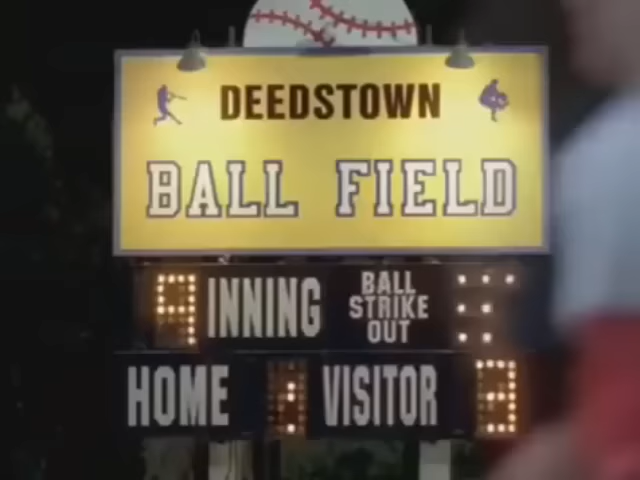 DEEDSTOWN
BALL FIELD
INNING
BALL
STRIKE
OUT
HOME
VISITOR